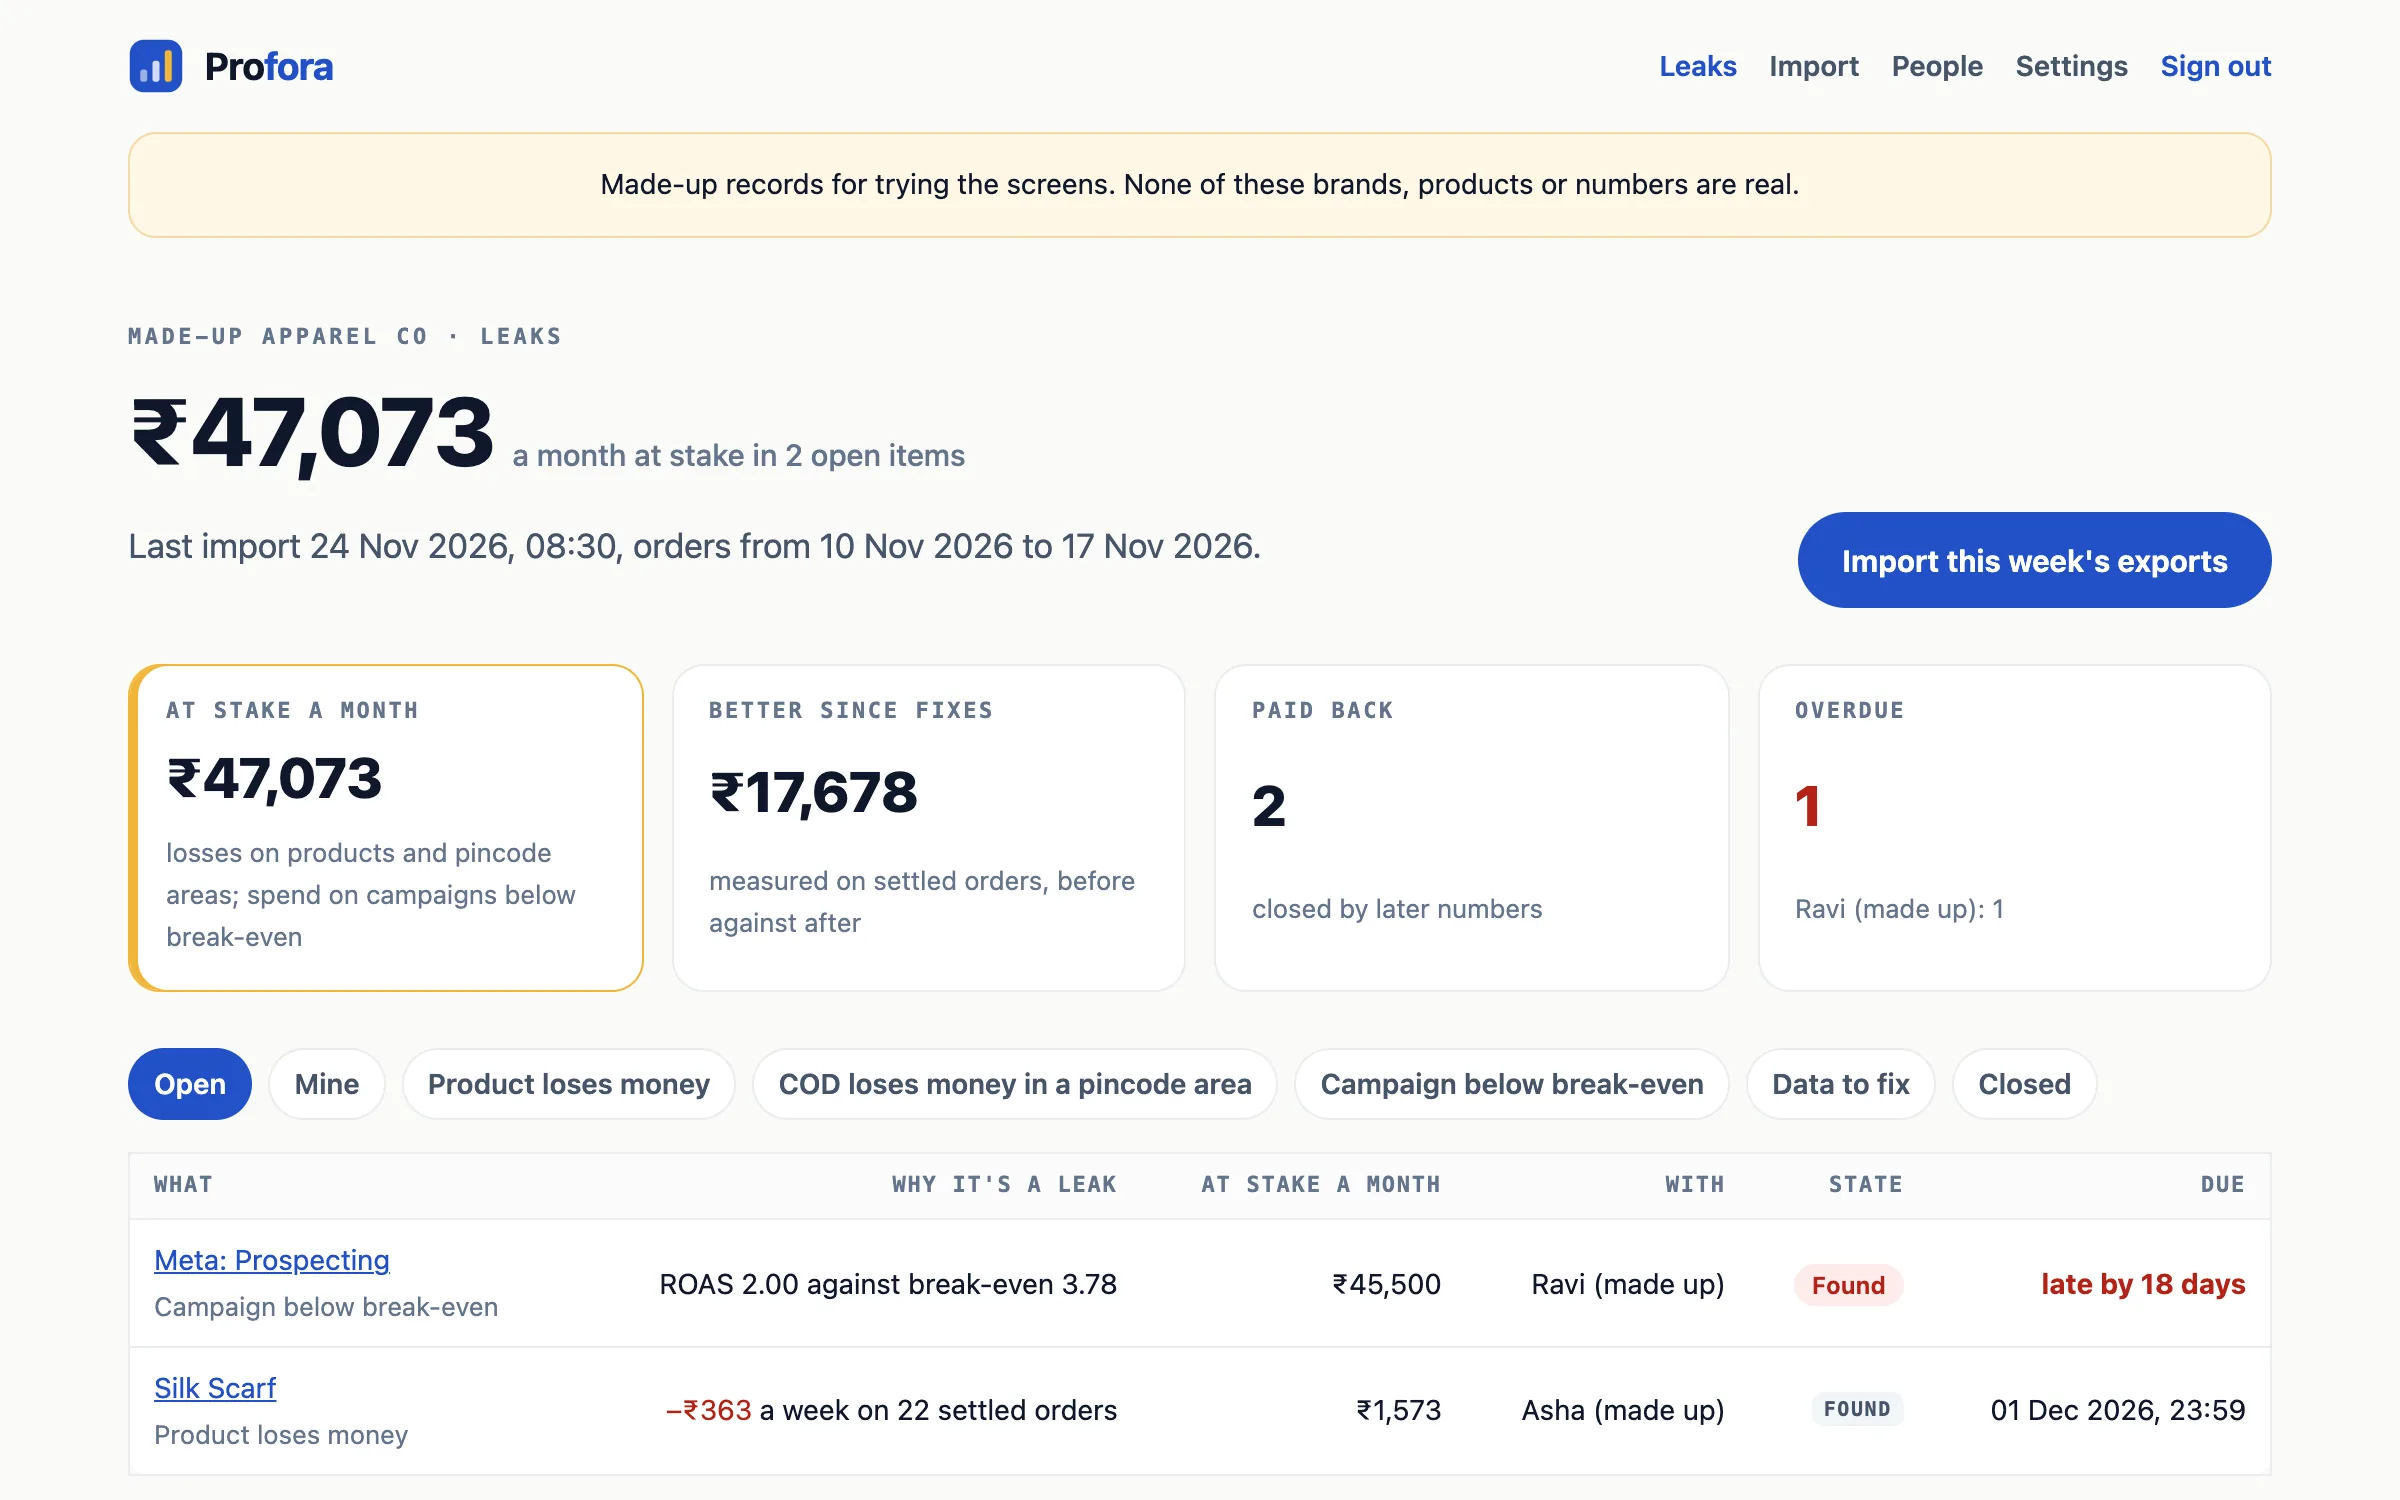 Profora
Leaks Import People Settings Sign out
Made-up records for trying the screens. None of these brands, products or numbers are real.
MADE-UP APPAREL CO · LEAKS
₹47,073 a month at stake in 2 open items
Last import 24 Nov 2026, 08:30, orders from 10 Nov 2026 to 17 Nov 2026.
Import this week's exports
AT STAKE A MONTH
₹47,073
losses on products and pincode
areas; spend on campaigns below
break-even
BETTER SINCE FIXES
₹17,678
measured on settled orders, before
against after
PAID BACK
2
closed by later numbers
OVERDUE
1
Ravi (made up): 1
Open Mine Product loses money COD loses money in a pincode area Campaign below break-even Data to fix Closed
WHAT WHY IT'S A LEAK AT STAKE A MONTH WITH STATE DUE
Meta: Prospecting
Campaign below break-even
ROAS 2.00 against break-even 3.78 ₹45,500 Ravi (made up) Found late by 18 days
Silk Scarf
Product loses money
−₹363 a week on 22 settled orders ₹1,573 Asha (made up) FOUND 01 Dec 2026, 23:59